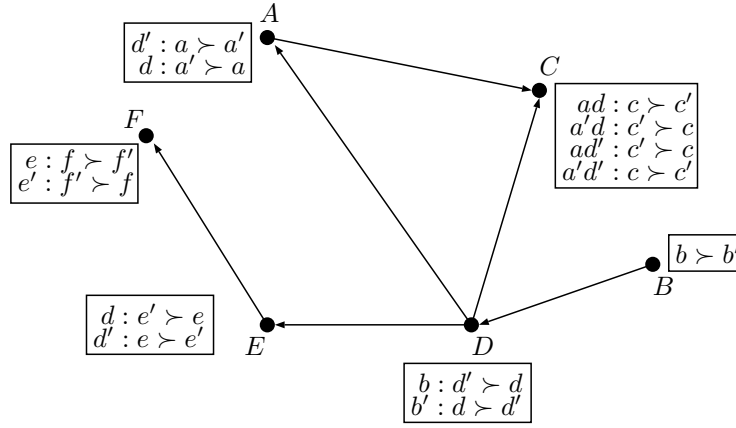 A
d′ : a ≻ a′
d : a′ ≻ a
C
ad : c ≻ c′
a′d : c′ ≻ c
ad′ : c′ ≻ c
a′d′ : c ≻ c′
F
e : f ≻ f′
e′ : f′ ≻ f
b ≻ b′
B
d : e′ ≻ e
d′ : e ≻ e′
E
D
b : d′ ≻ d
b′ : d ≻ d′